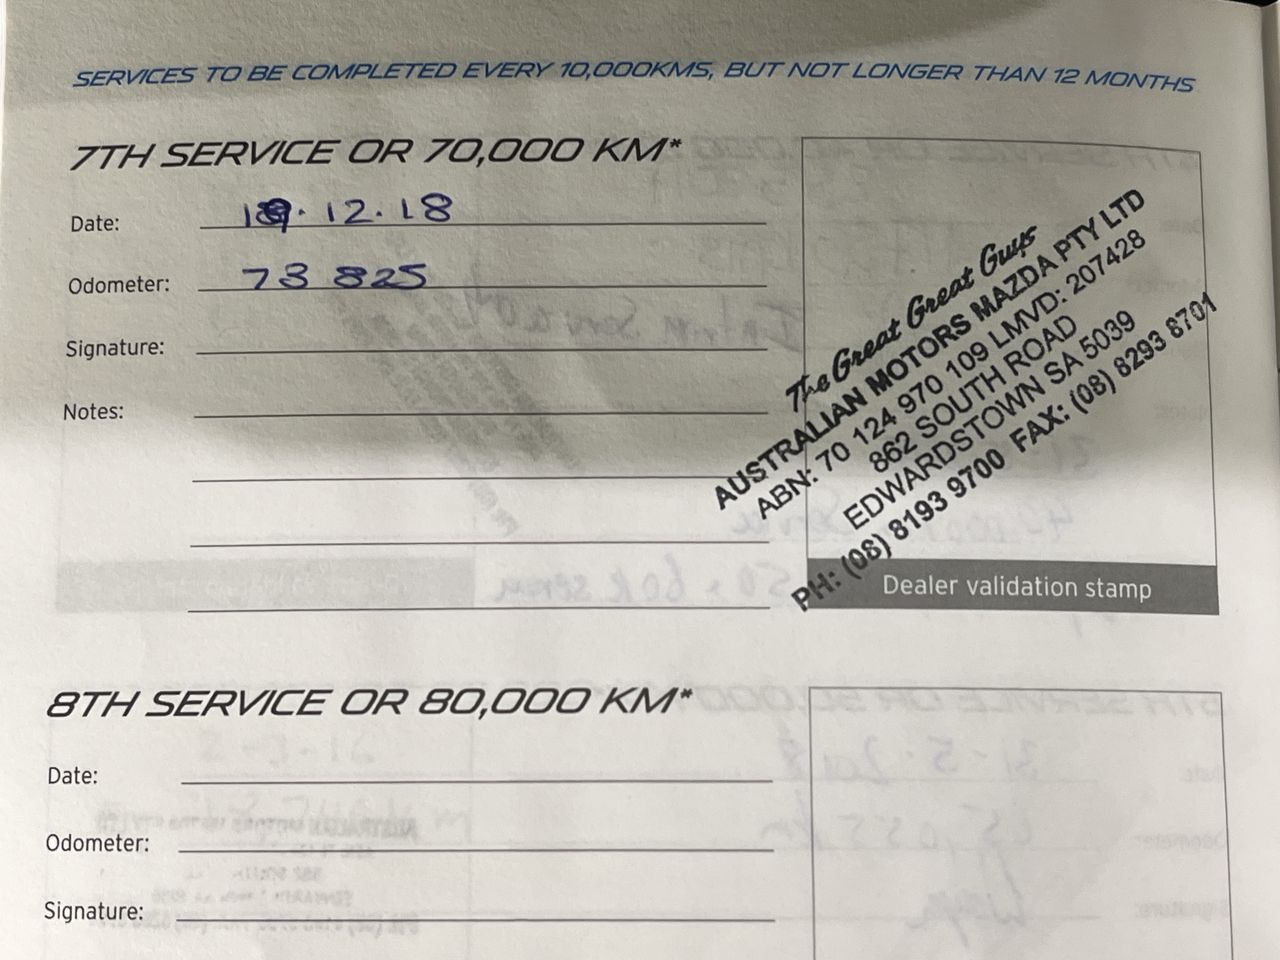 SERVICES TO BE COMPLETED EVERY 10,000KMS, BUT NOT LONGER THAN 12 MONTHS
7TH SERVICE OR 70,000 KM*
Date: 19.12.18
Odometer: 73 825
Signature:
Notes:
The Great Great Guys
AUSTRALIAN MOTORS MAZDA PTY LTD
ABN: 70 124 970 109 LMVD: 207428
862 SOUTH ROAD
EDWARDSTOWN SA 5039
PH: (08) 8193 9700 FAX: (08) 8293 8701
Dealer validation stamp
8TH SERVICE OR 80,000 KM*
Date:
Odometer:
Signature: